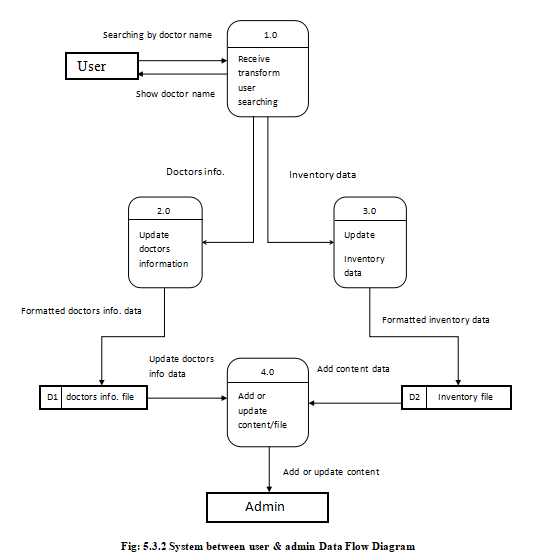 Searching by doctor name
User
Show doctor name
1.0
Receive
transform
user
searching
Doctors info.
Inventory data
2.0
Update
doctors
information
3.0
Update
Inventory
data
Formatted doctors info. data
Formatted inventory data
Update doctors
info data
4.0
Add or
update
content/file
Add content data
D1 doctors info. file
D2 Inventory file
Add or update content
Admin
Fig: 5.3.2 System between user & admin Data Flow Diagram